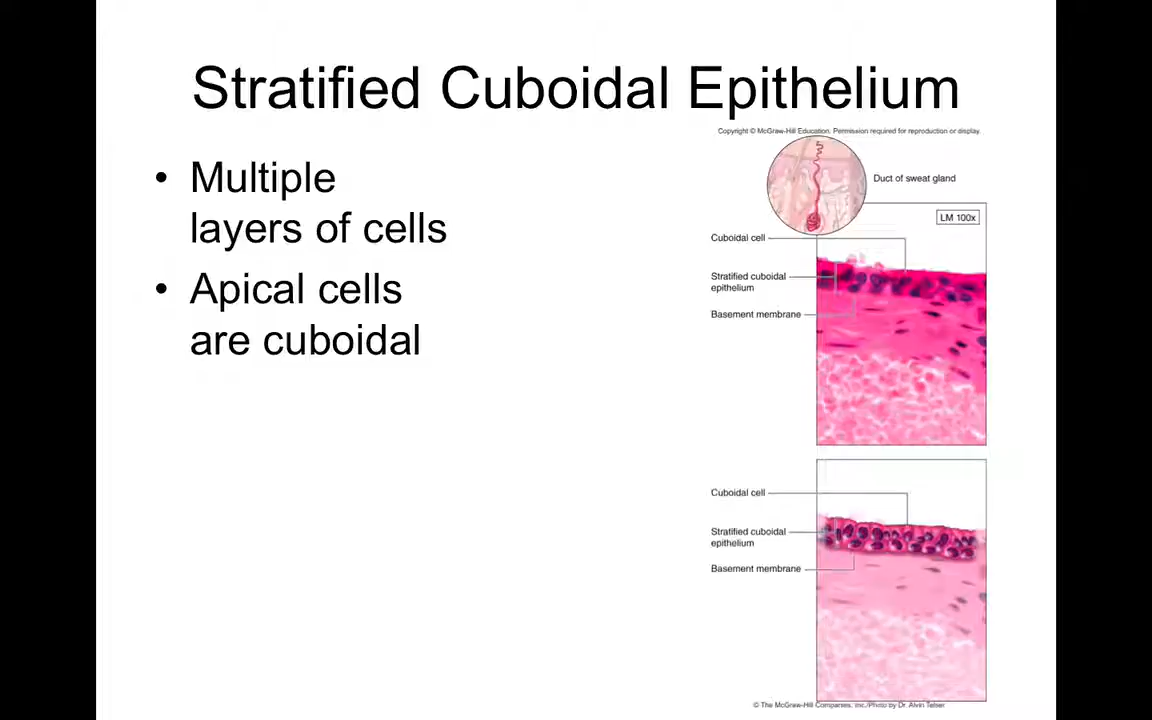 Stratified Cuboidal Epithelium
Copyright © McGraw-Hill Education. Permission required for reproduction or display.
• Multiple
layers of cells
• Apical cells
are cuboidal
Duct of sweat gland
LM 100x
Cuboidal cell
Stratified cuboidal
epithelium
Basement membrane
Cuboidal cell
Stratified cuboidal
epithelium
Basement membrane
© The McGraw-Hill Companies, Inc./Photo by Dr. Alvin Telser